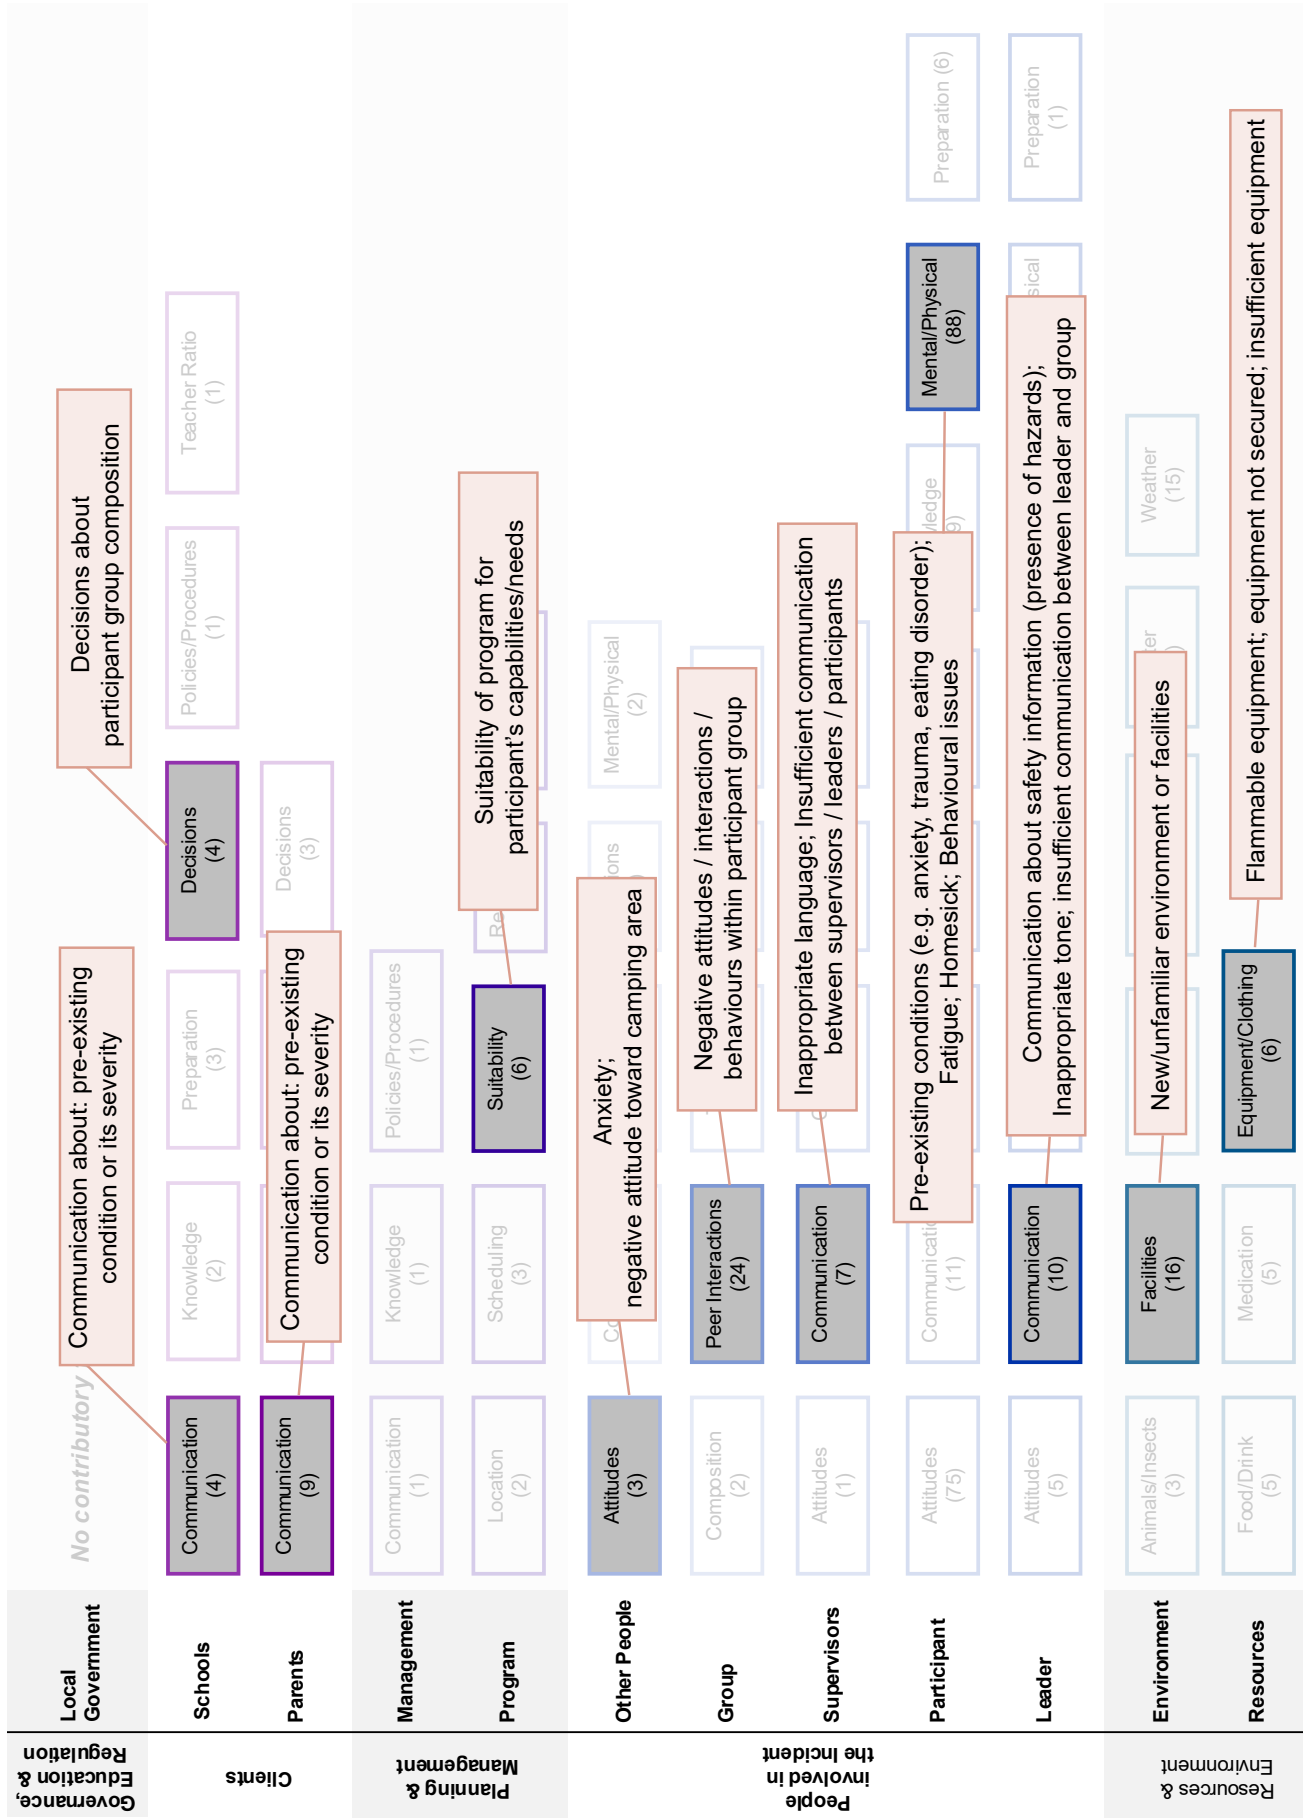 Governance,
Education &
Regulation
Local
Government
No contributory
Communication about: pre-existing
condition or its severity
Decisions about
participant group composition
Clients
Schools
Communication
(4)
Knowledge
(2)
Preparation
(3)
Decisions
(4)
Policies/Procedures
(1)
Teacher Ratio
(1)
Parents
Communication
(9)
Communication about: pre-existing
condition or its severity
Decisions
(3)
Planning &
Management
Management
Communication
(1)
Knowledge
(1)
Policies/Procedures
(1)
Program
Location
(2)
Scheduling
(3)
Suitability
(6)
Suitability of program for
participant's capabilities/needs
People
involved in
the Incident
Other People
Attitudes
(3)
Anxiety;
negative attitude toward camping area
Mental/Physical
(2)
Group
Composition
(2)
Peer Interactions
(24)
Negative attitudes / interactions /
behaviours within participant group
Supervisors
Attitudes
(1)
Communication
(7)
Inappropriate language; Insufficient communication
between supervisors / leaders / participants
Participant
Attitudes
(75)
Communicatio
(11)
Pre-existing conditions (e.g. anxiety, trauma, eating disorder);
Fatigue; Homesick; Behavioural issues
Mental/Physical
(88)
Preparation (6)
Leader
Attitudes
(5)
Communication
(10)
Communication about safety information (presence of hazards);
Inappropriate tone; insufficient communication between leader and group
Preparation
(1)
Resources &
Environment
Environment
Animals/Insects
(3)
Facilities
(16)
New/unfamiliar environment or facilities
Weather
(15)
Resources
Food/Drink
(5)
Medication
(5)
Equipment/Clothing
(6)
Flammable equipment; equipment not secured; insufficient equipment